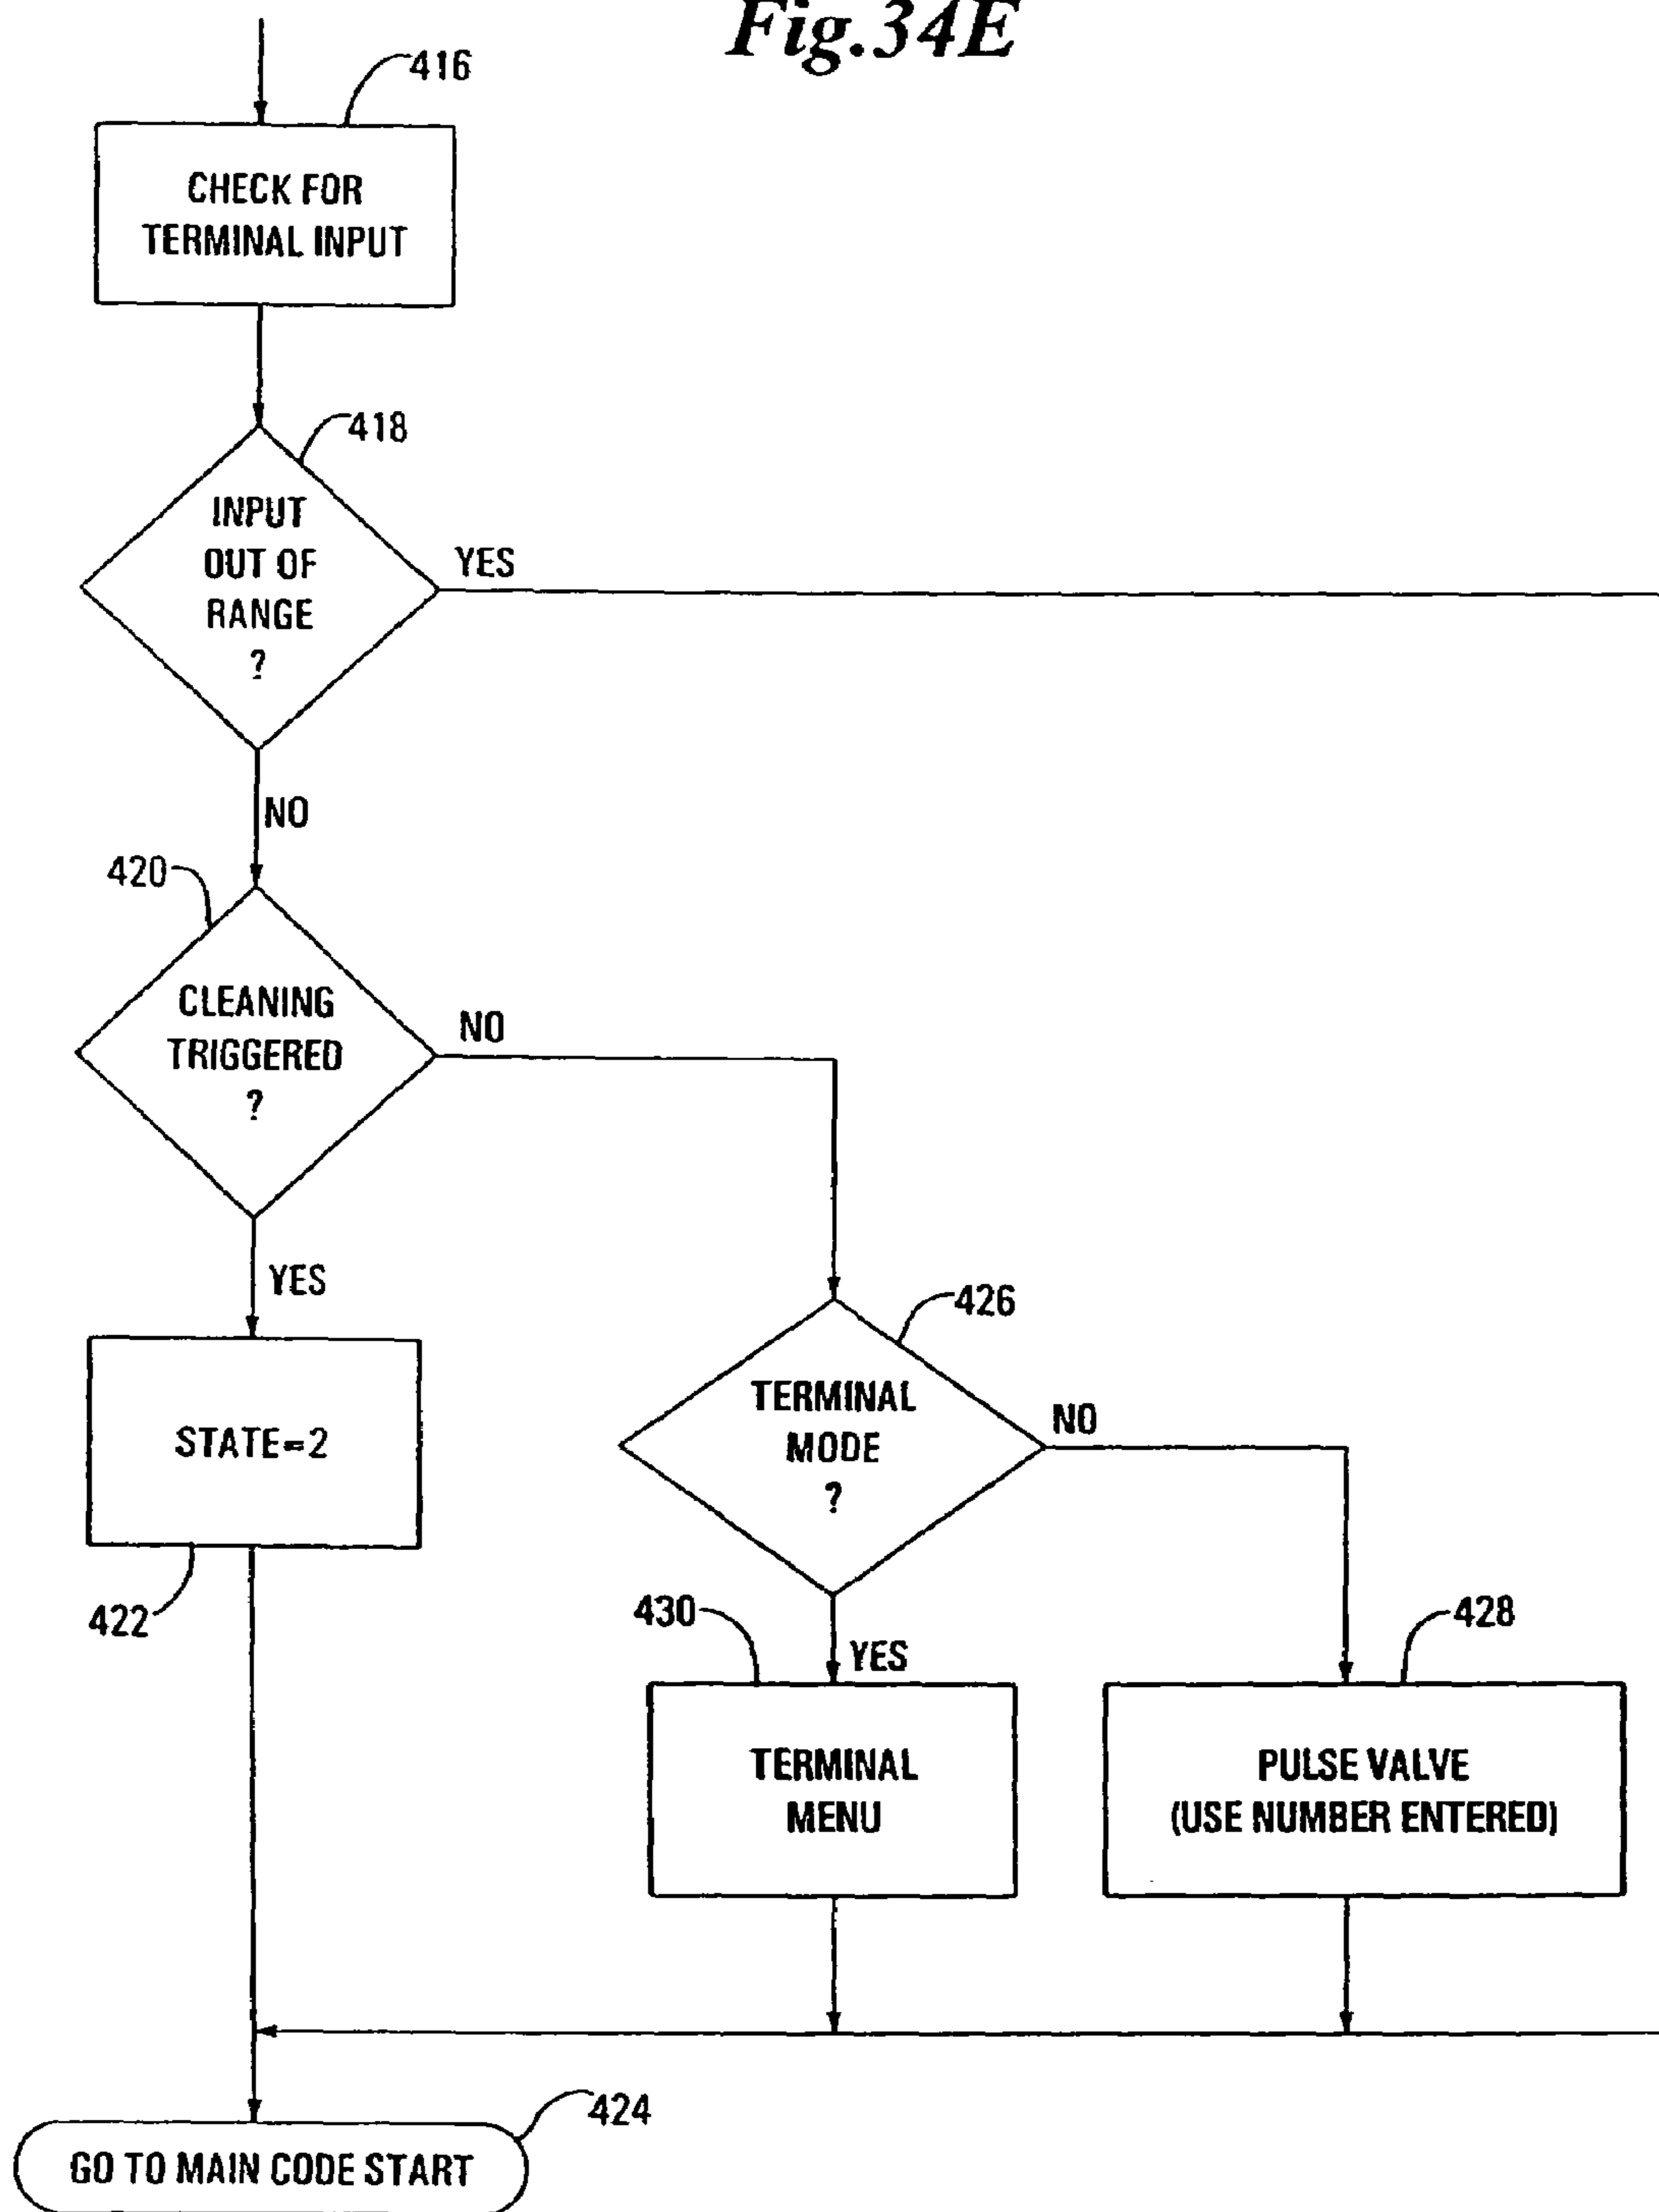 Fig.34E
416
CHECK FOR
TERMINAL INPUT
418
INPUT
OUT OF
RANGE
?
YES
NO
420
CLEANING
TRIGGERED
?
NO
YES
426
TERMINAL
MODE
?
NO
STATE=2
422
430
YES
428
TERMINAL
MENU
PULSE VALVE
(USE NUMBER ENTERED)
424
GO TO MAIN CODE START